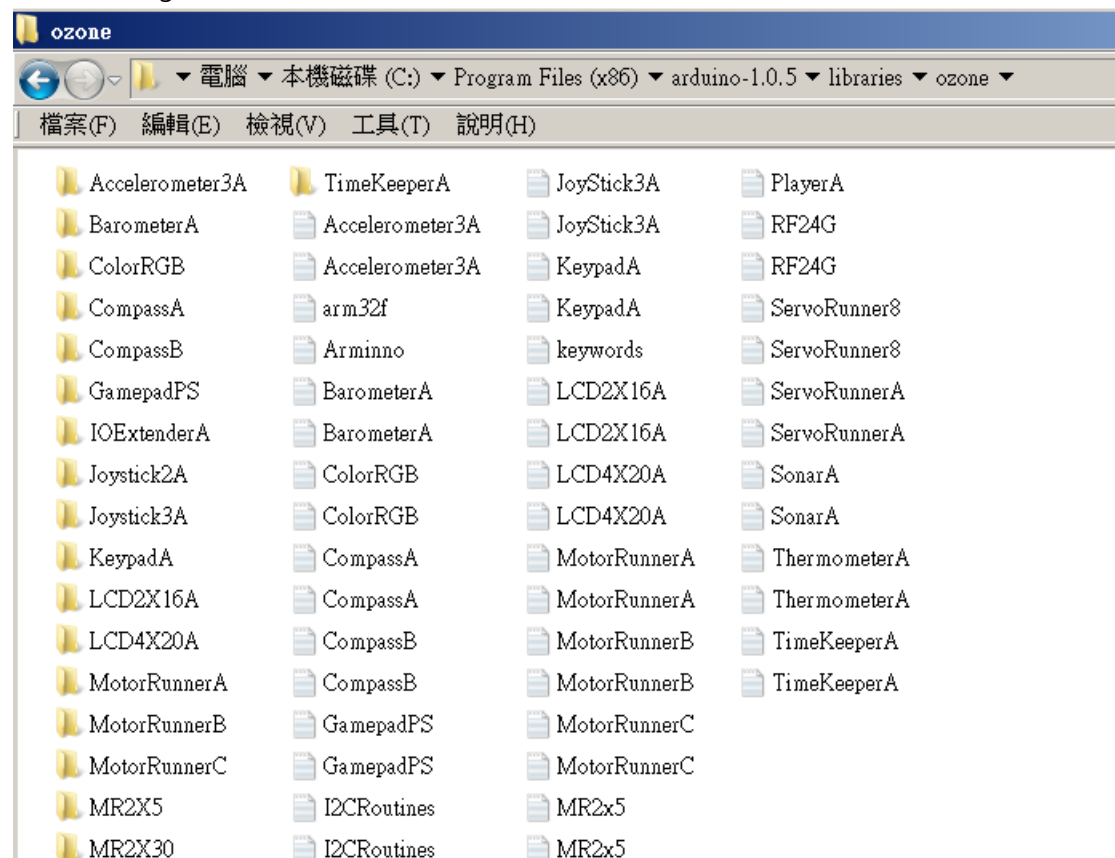 ozone
電腦 本機磁碟 (C:) Program Files (x86) arduino-1.0.5 libraries ozone
檔案(F) 編輯(E) 檢視(V) 工具(T) 說明(H)
Accelerometer3A TimeKeeperA JoyStick3A PlayerA
BarometerA Accelerometer3A JoyStick3A RF24G
ColorRGB Accelerometer3A KeypadA RF24G
CompassA arm32f KeypadA ServoRunner8
CompassB Arminno keywords ServoRunner8
GamepadPS BarometerA LCD2X16A ServoRunnerA
IOExtenderA BarometerA LCD2X16A ServoRunnerA
Joystick2A ColorRGB LCD4X20A SonarA
Joystick3A ColorRGB LCD4X20A SonarA
KeypadA CompassA MotorRunnerA ThermometerA
LCD2X16A CompassA MotorRunnerA ThermometerA
LCD4X20A CompassB MotorRunnerB TimeKeeperA
MotorRunnerA CompassB MotorRunnerB TimeKeeperA
MotorRunnerB GamepadPS MotorRunnerC
MotorRunnerC GamepadPS MotorRunnerC
MR2X5 I2CRoutines MR2x5
MR2X30 I2CRoutines MR2x5